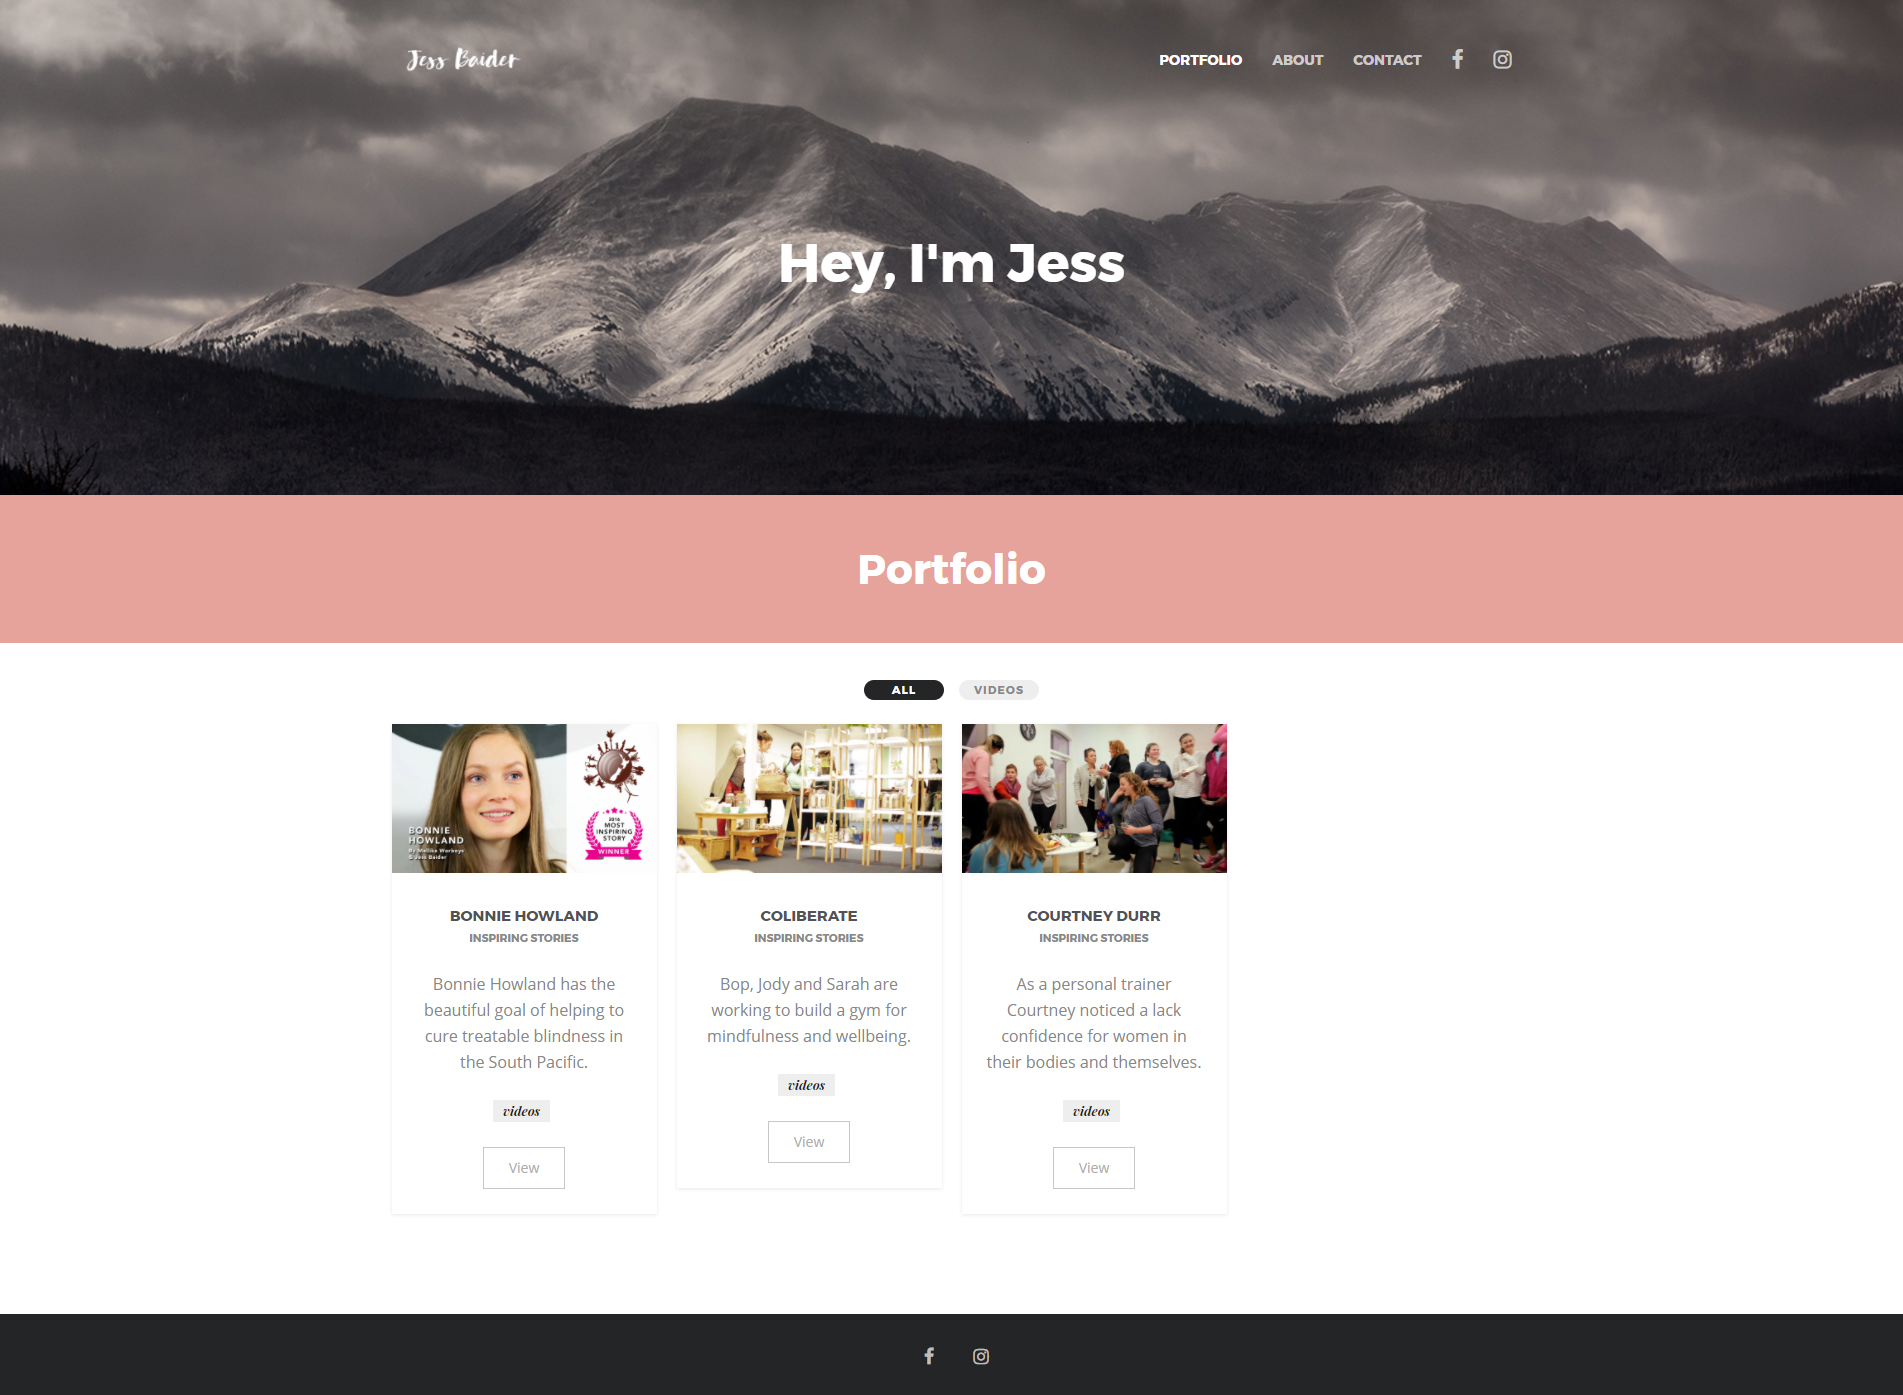 Jess Baider
PORTFOLIO ABOUT CONTACT
Hey, I'm Jess
Portfolio
ALL VIDEOS
BONNIE
HOWLAND
By Mellika Warbeys
& Jess Baider
2016
MOST
INSPIRING
STORY
WINNER
BONNIE HOWLAND
INSPIRING STORIES
Bonnie Howland has the
beautiful goal of helping to
cure treatable blindness in
the South Pacific.
videos
View
COLIBERATE
INSPIRING STORIES
Bop, Jody and Sarah are
working to build a gym for
mindfulness and wellbeing.
videos
View
COURTNEY DURR
INSPIRING STORIES
As a personal trainer
Courtney noticed a lack
confidence for women in
their bodies and themselves.
videos
View